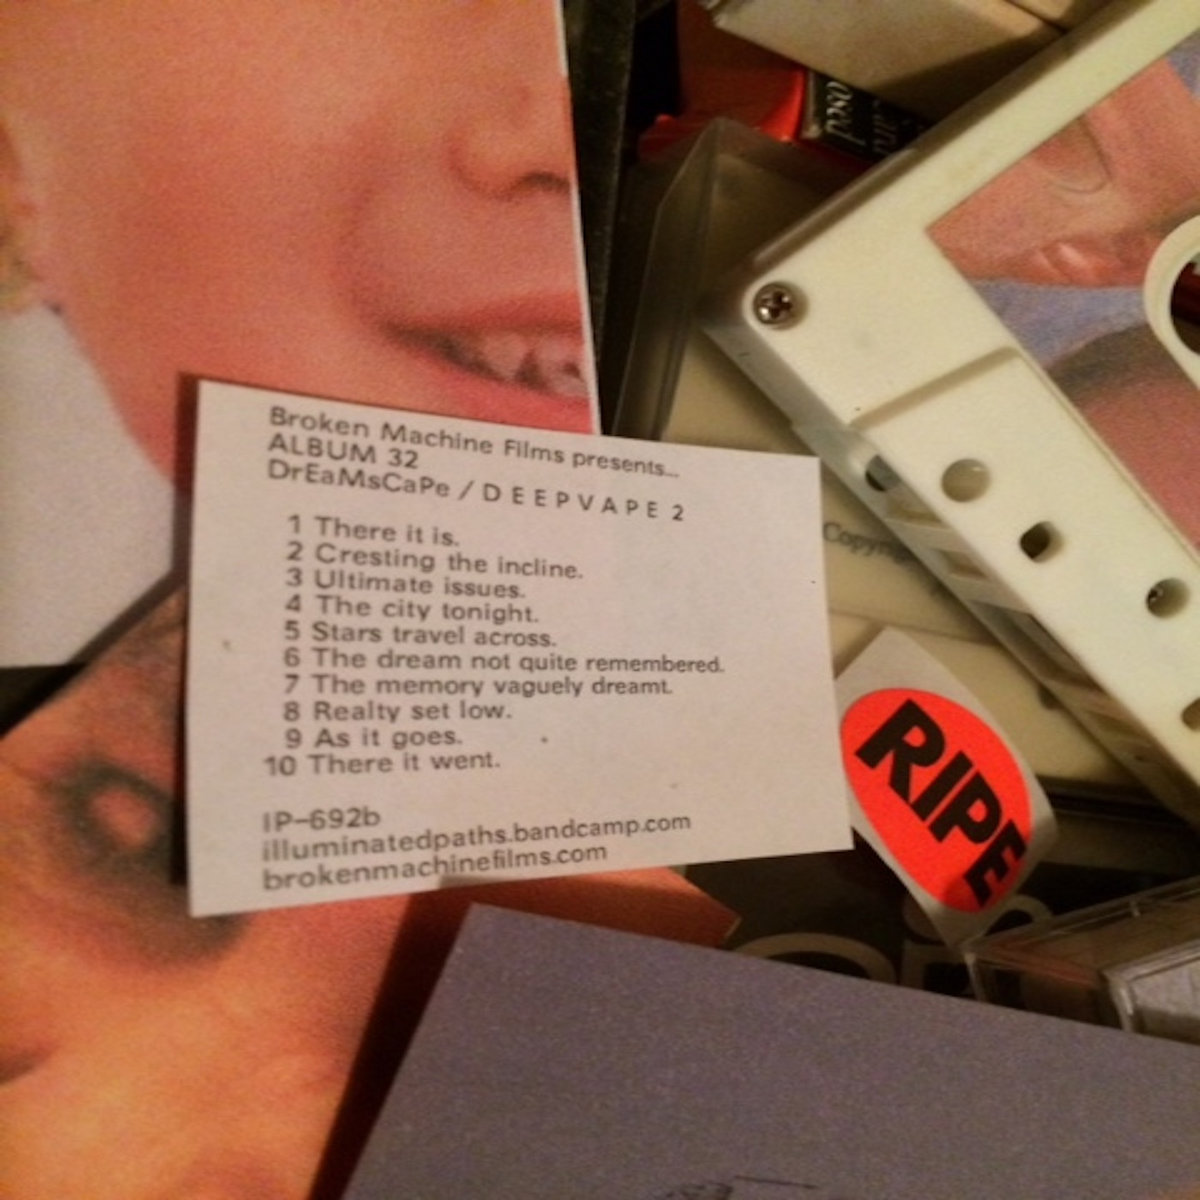 Broken Machine Films presents...
ALBUM 32
DrEaMsCaPe / D E E P V A P E 2
1 There it is.
2 Cresting the incline.
3 Ultimate issues.
4 The city tonight.
5 Stars travel across.
6 The dream not quite remembered.
7 The memory vaguely dreamt.
8 Realty set low.
9 As it goes.
10 There it went.
IP-692b
illuminatedpaths.bandcamp.com
brokenmachinefilms.com
RIPE